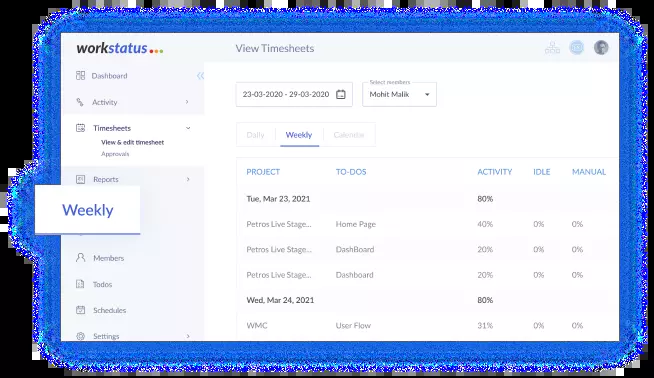 workstatus
View Timesheets
Dashboard
Activity
Timesheets
View & edit timesheet
Approvals
Reports
Weekly
Members
Todos
Schedules
Settings
23-03-2020 - 29-03-2020
Select members
Mohit Malik
Daily
Weekly
Calendar
PROJECT TO-DOS ACTIVITY IDLE MANUAL
Tue, Mar 23, 2021 80%
Petros Live Stage... Home Page 40% 0% 0%
Petros Live Stage... DashBoard 20% 0% 0%
Petros Live Stage... Dashboard 20% 0% 0%
Wed, Mar 24, 2021 80%
WMC User Flow 31% 0% 0%